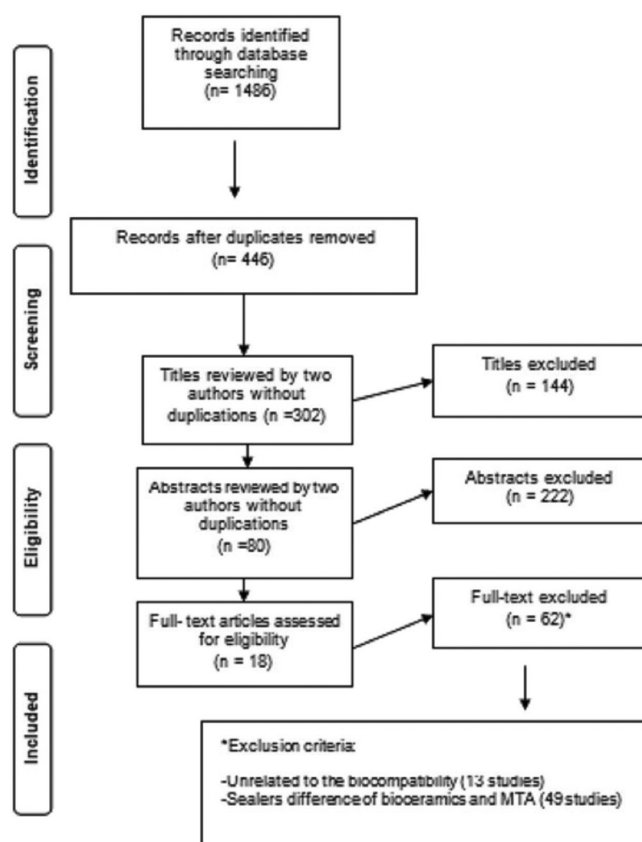 Identification
Records identified
through database
searching
(n= 1486)
Records after duplicates removed
(n= 446)
Screening
Titles reviewed by two
authors without
duplications (n =302)
Titles excluded
(n = 144)
Eligibility
Abstracts reviewed by two
authors without
duplications
(n =80)
Abstracts excluded
(n = 222)
Full- text articles assessed
for eligibility
(n = 18)
Full-text excluded
(n = 62)*
Included
*Exclusion criteria:
-Unrelated to the biocompatibility (13 studies)
-Sealers difference of bioceramics and MTA (49 studies)